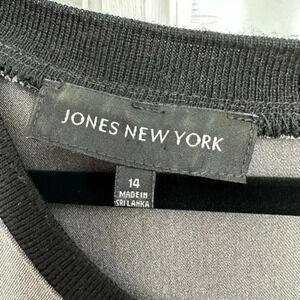 JONES NEW YORK
14
MADE IN
SRI LANKA